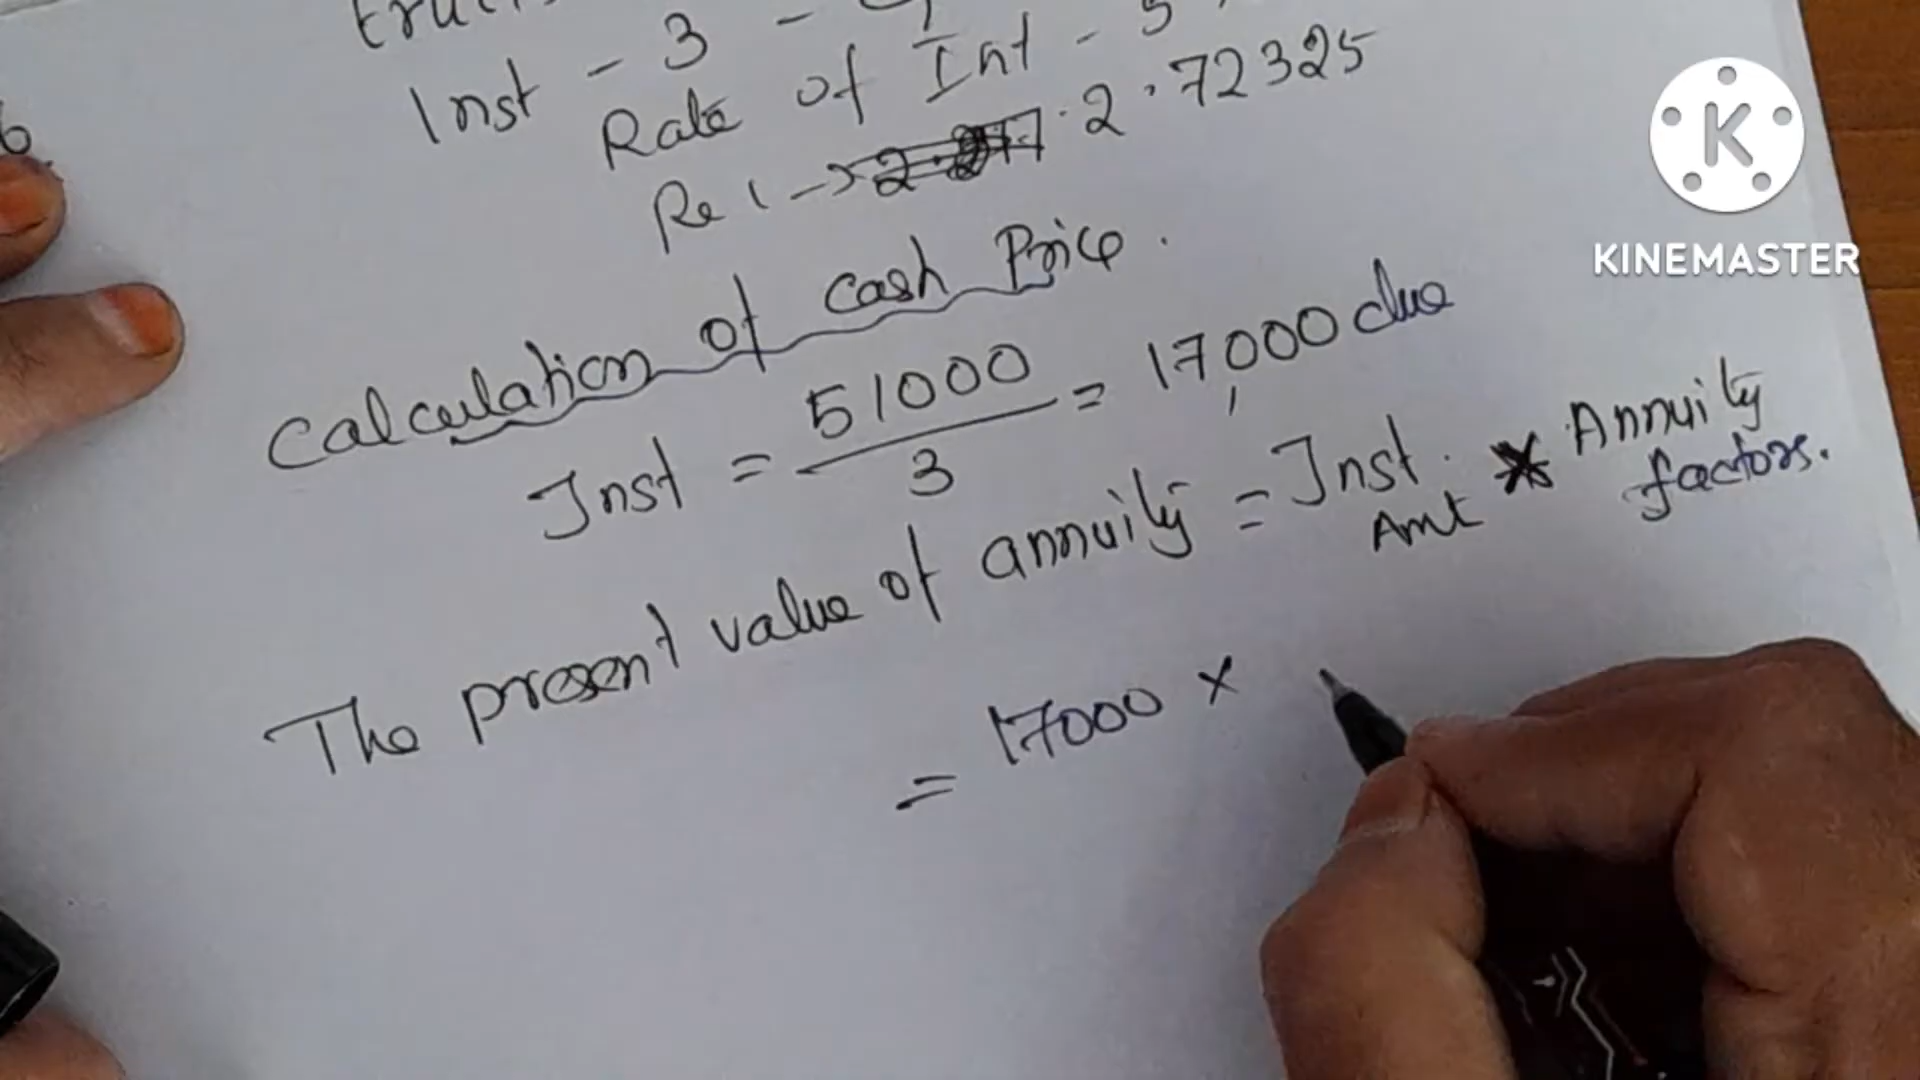 Inst - 3 -
Rate of Int - 5
Re 1 → 2.72325
Calculation of Cash Price.
Inst = 51000 / 3 = 17,000 due
The present value of annuity = Inst. Amt × Annuity factors.
= 17000 ×
K
KINEMASTER